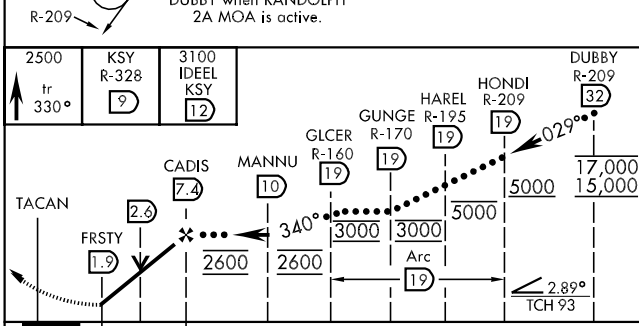 R-209
DUBBY when RANDOLPH
2A MOA is active.
2500
tr
330°
KSY
R-328
9
3100
IDEEL
KSY
12
DUBBY
R-209
32
HONDI
R-209
19
HAREL
R-195
19
GUNGE
R-170
19
GLCER
R-160
19
MANNU
10
CADIS
7.4
TACAN
2.6
FRSTY
1.9
029°
17,000
15,000
5000
5000
340°
3000
3000
2600
2600
Arc
19
2.89°
TCH 93